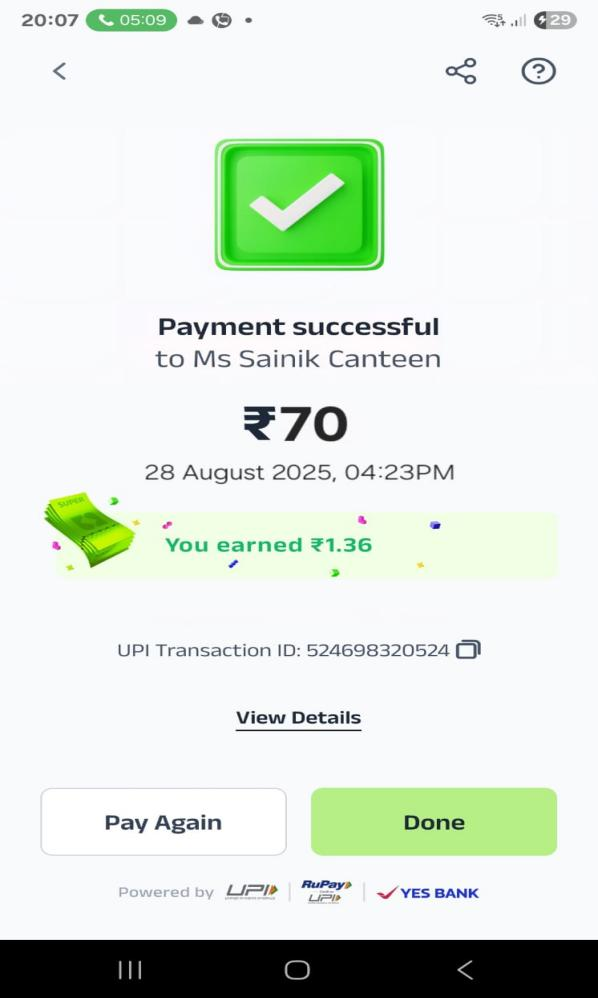 20:07 05:09 29
Payment successful
to Ms Sainik Canteen
₹70
28 August 2025, 04:23PM
SUPER
You earned ₹1.36
UPI Transaction ID: 524698320524
View Details
Pay Again Done
Powered by UPI RuPay UPI YES BANK